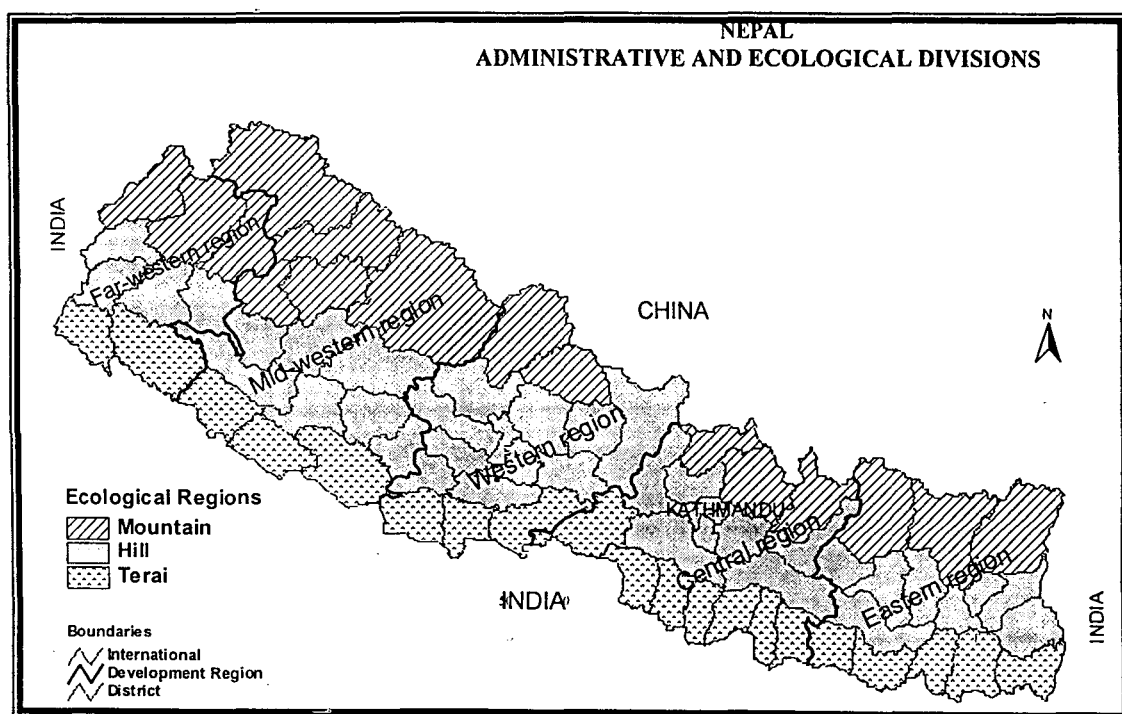 NEPAL
ADMINISTRATIVE AND ECOLOGICAL DIVISIONS
INDIA
Far-western region
CHINA
N
Mid-western region
Western region
Ecological Regions
Mountain
Hill
Terai
KATHMANDU
Central region
Eastern region
INDIA
INDIA
Boundaries
International
Development Region
District